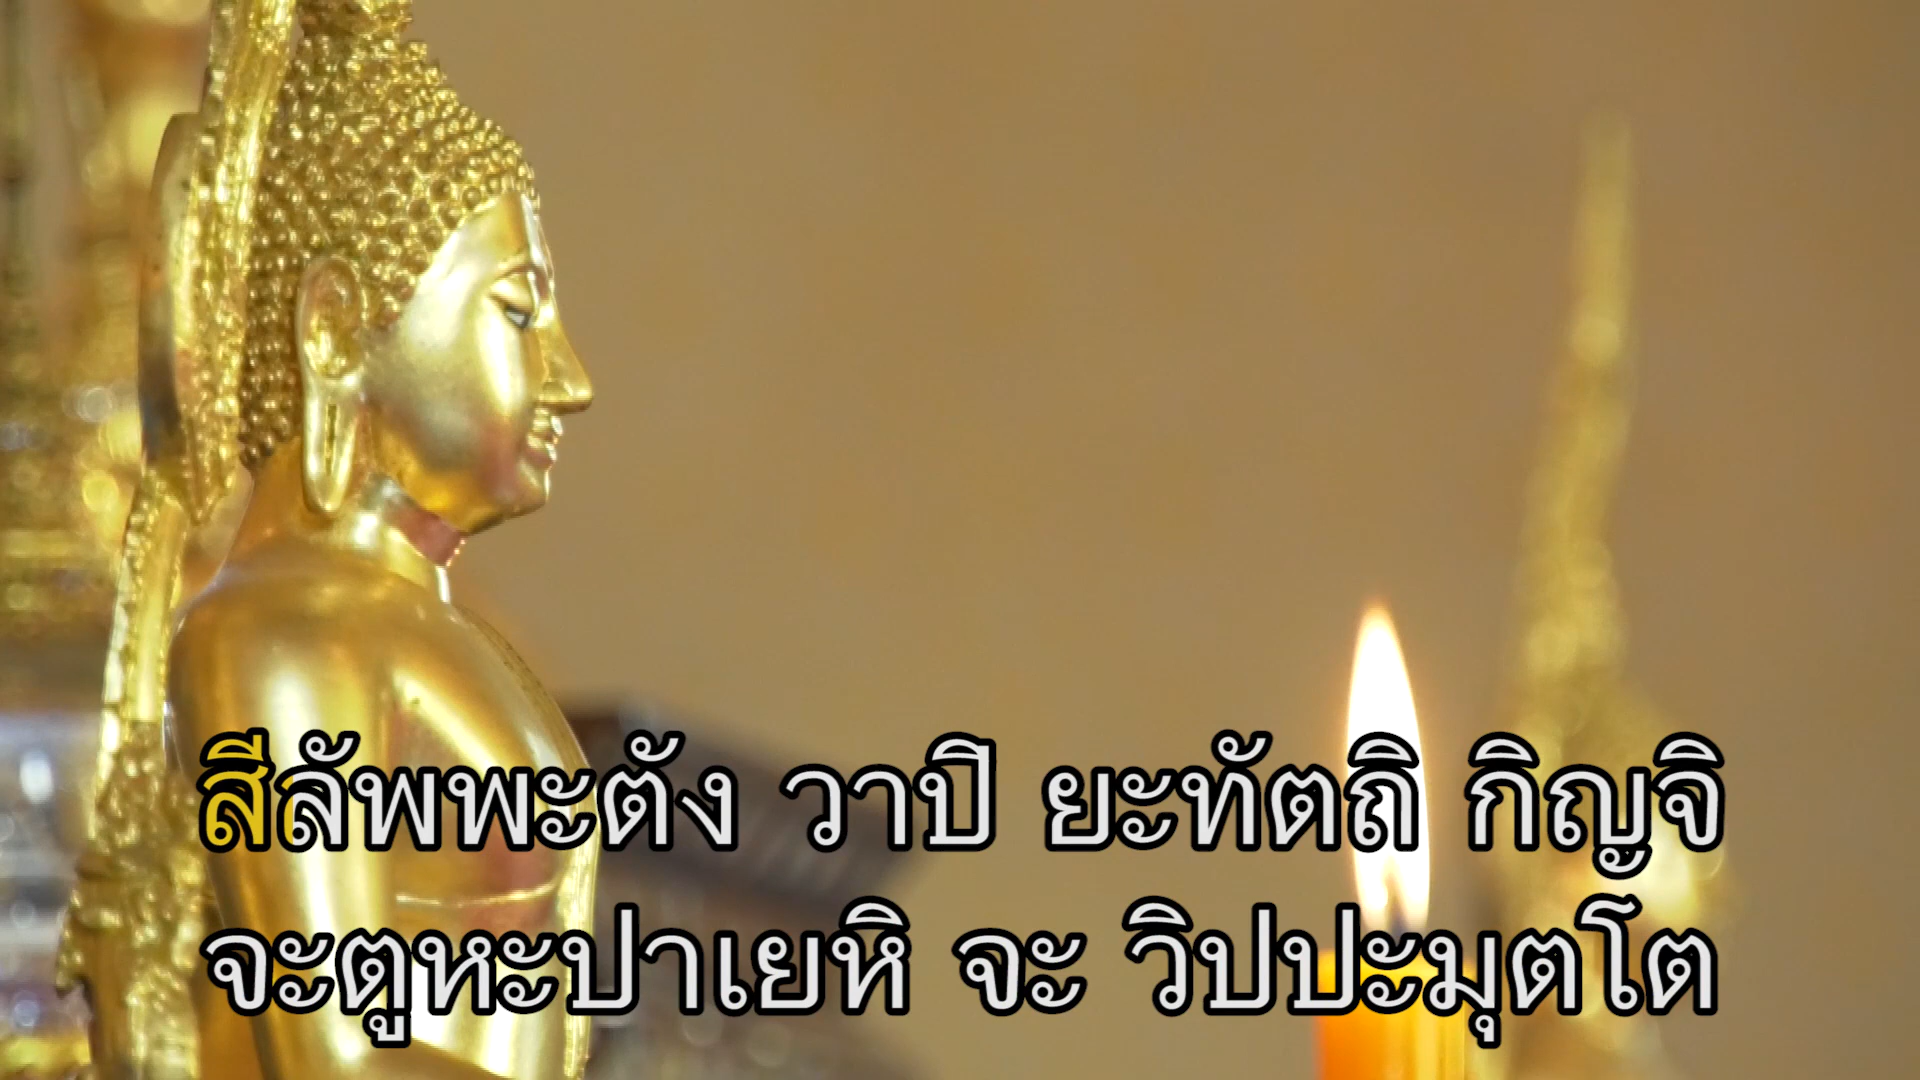 สีลัพพะตัง วาปิ ยะทัตถิ กิญจิ
จะตูหะปาเยหิ จะ วิปปะมุตโต